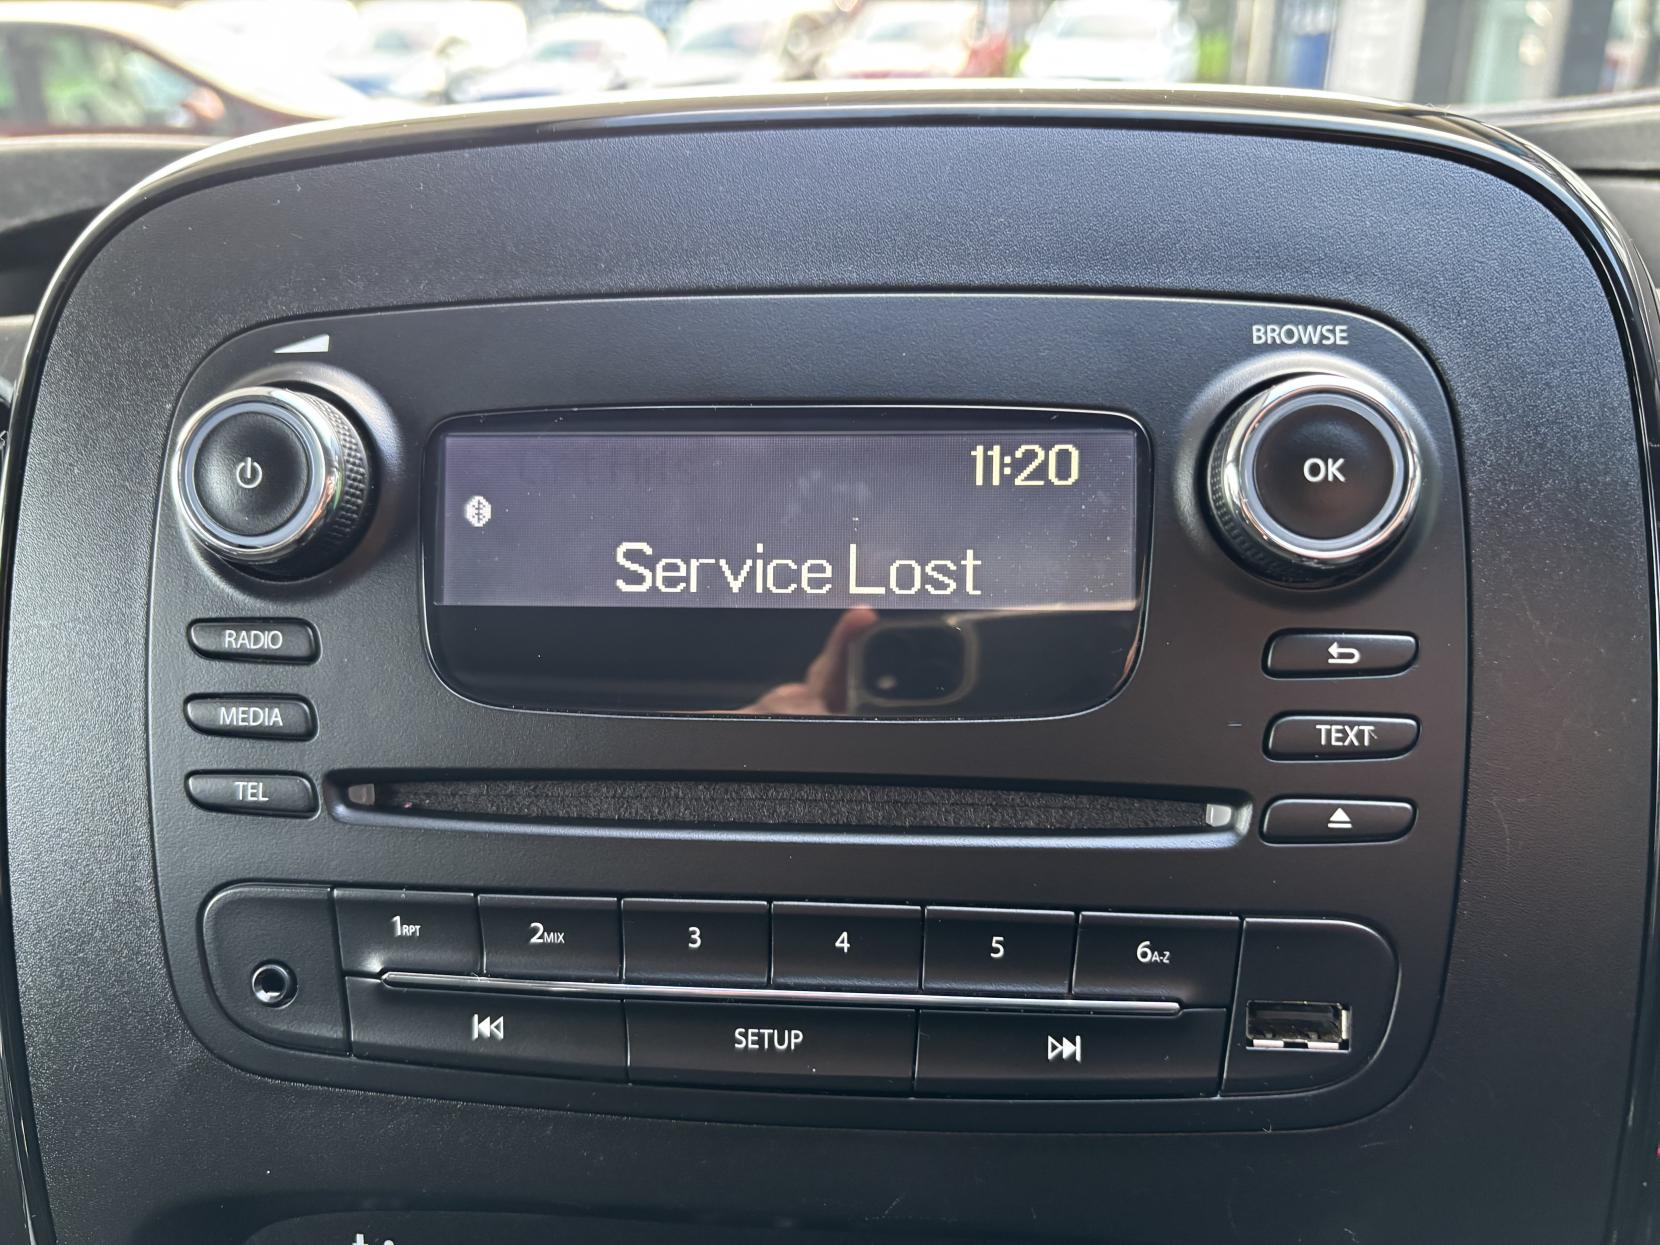 BROWSE
11:20
OK
Service Lost
RADIO
MEDIA
TEXT
TEL
1RPT
2MIX
3
4
5
6A-Z
SETUP